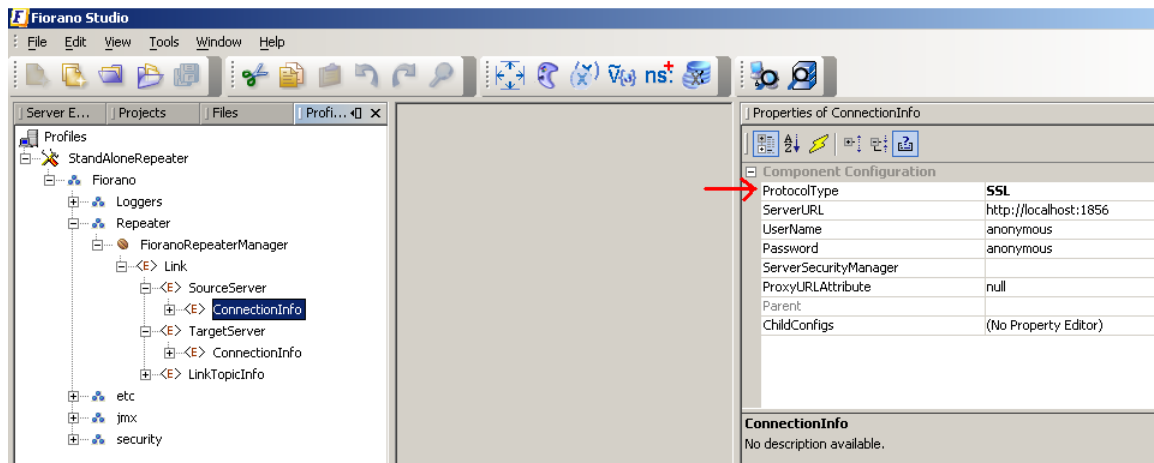 Fiorano Studio
File Edit View Tools Window Help
{x} V{a} ns:
Server E... Projects Files Profi...
Profiles
StandAloneRepeater
Fiorano
Loggers
Repeater
FioranoRepeaterManager
<E> Link
<E> SourceServer
<E> ConnectionInfo
<E> TargetServer
<E> ConnectionInfo
<E> LinkTopicInfo
etc
jmx
security
Properties of ConnectionInfo
Component Configuration
ProtocolType SSL
ServerURL http://localhost:1856
UserName anonymous
Password anonymous
ServerSecurityManager
ProxyURLAttribute null
Parent
ChildConfigs (No Property Editor)
ConnectionInfo
No description available.